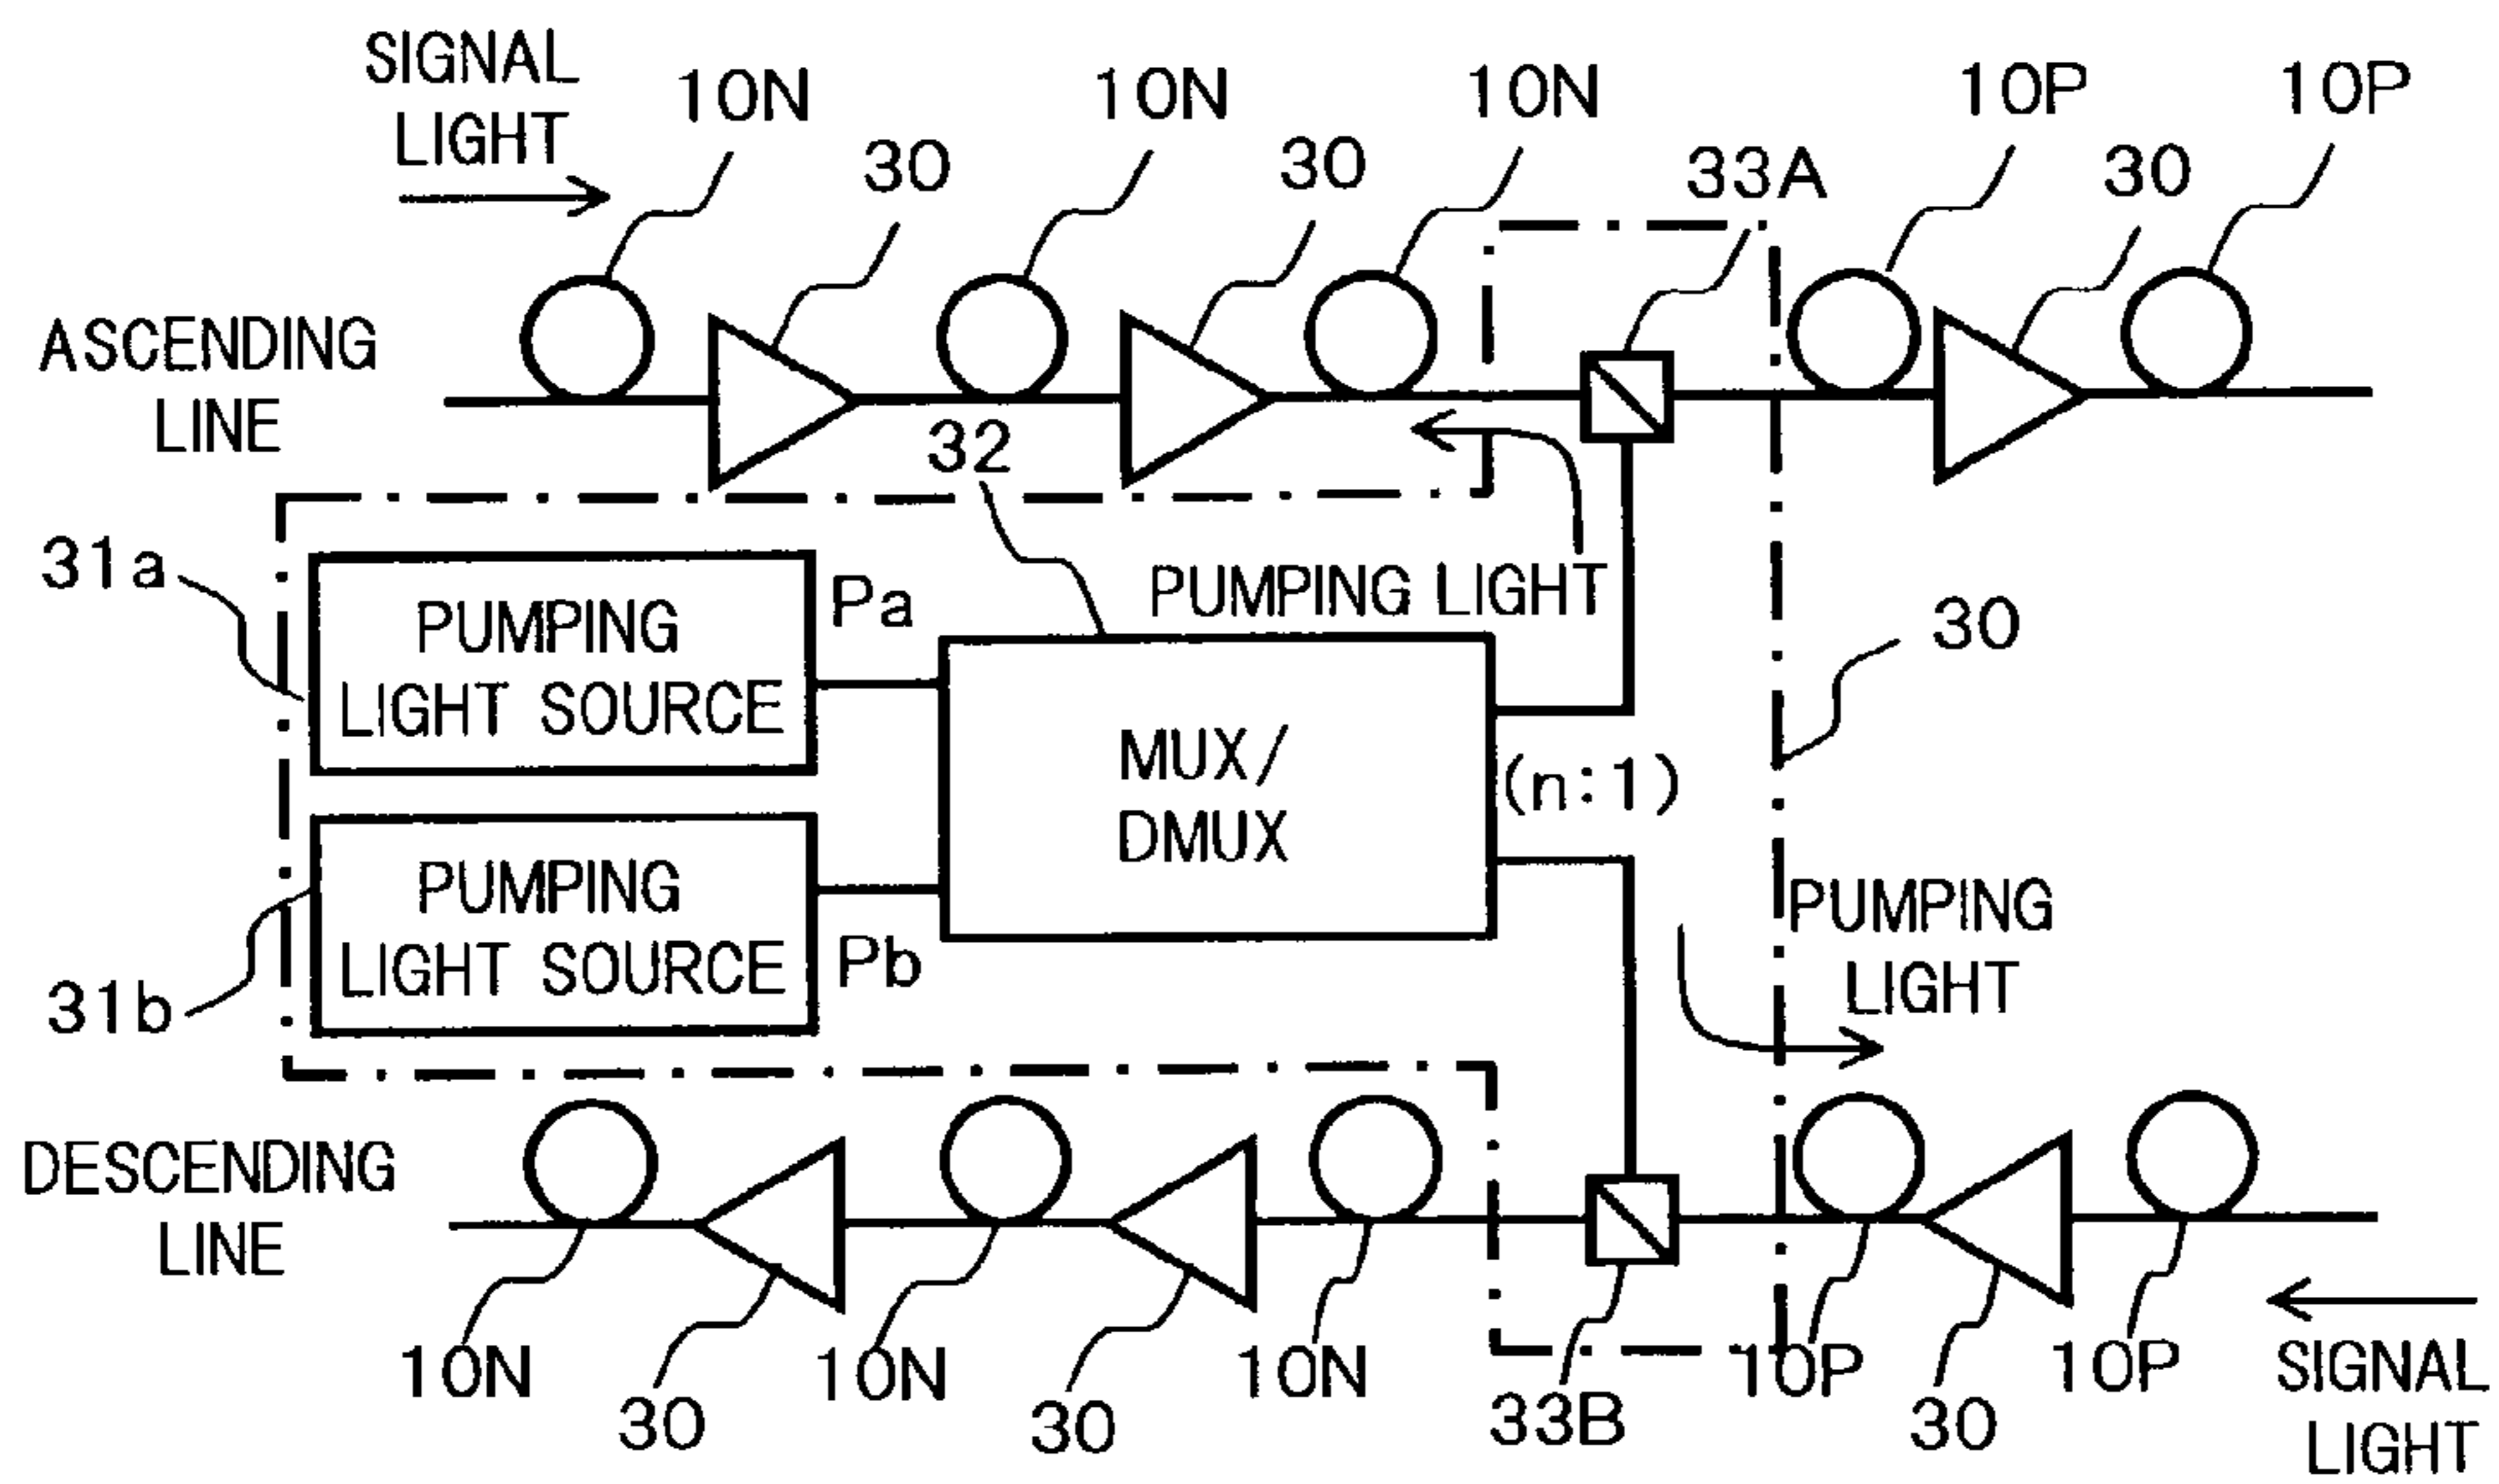 SIGNAL
LIGHT
10N
30
10N
30
10N
33A
10P
30
10P
ASCENDING
LINE
32
31a
PUMPING
LIGHT SOURCE
Pa
PUMPING LIGHT
30
MUX/
DMUX
(n:1)
31b
PUMPING
LIGHT SOURCE
Pb
PUMPING
LIGHT
DESCENDING
LINE
10N
30
10N
30
10N
33B
10P
30
10P
SIGNAL
LIGHT